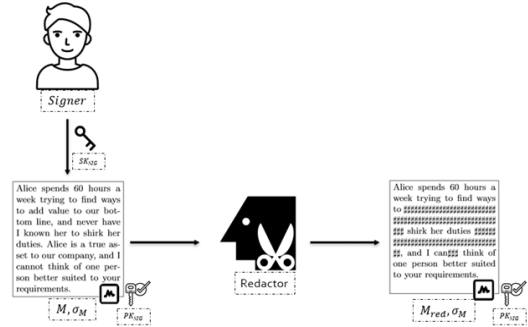 Signer
SK_SIG
Alice spends 60 hours a
week trying to find ways
to add value to our bot-
tom line, and never have
I known her to shirk her
duties. Alice is a true as-
set to our company, and I
cannot think of one per-
son better suited to your
requirements.
M, σ_M
PK_SIG
Redactor
Alice spends 60 hours a
week trying to find ways
to
shirk her duties
, and I can think of
one person better suited
to your requirements.
M_red, σ_M
PK_SIG